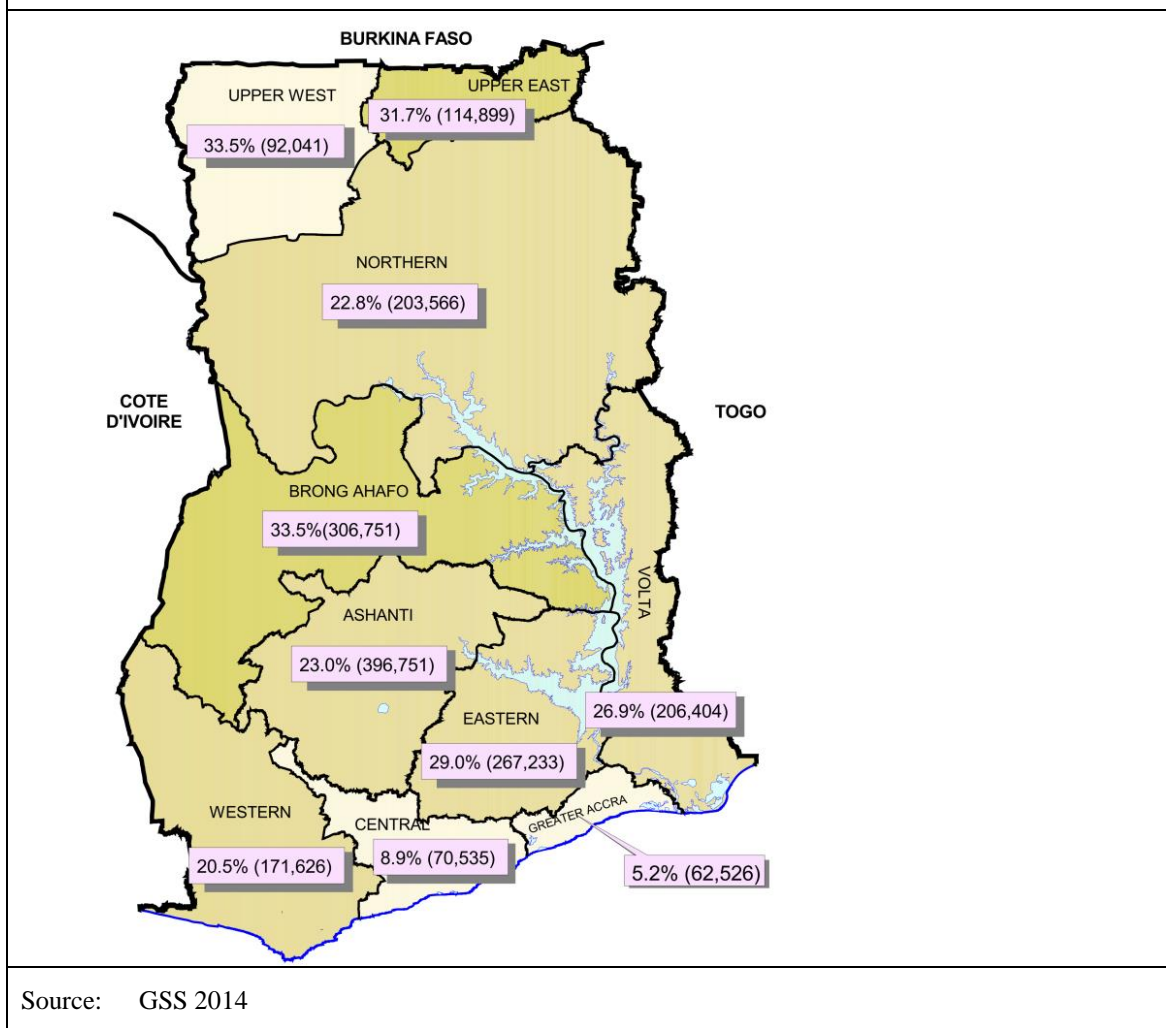 BURKINA FASO
UPPER EAST
UPPER WEST
31.7% (114,899)
33.5% (92,041)
NORTHERN
22.8% (203,566)
COTE
D'IVOIRE
TOGO
BRONG AHAFO
33.5%(306,751)
VOLTA
ASHANTI
23.0% (396,751)
26.9% (206,404)
EASTERN
29.0% (267,233)
WESTERN
CENTRAL
GREATER ACCRA
20.5% (171,626)
8.9% (70,535)
5.2% (62,526)
Source: GSS 2014